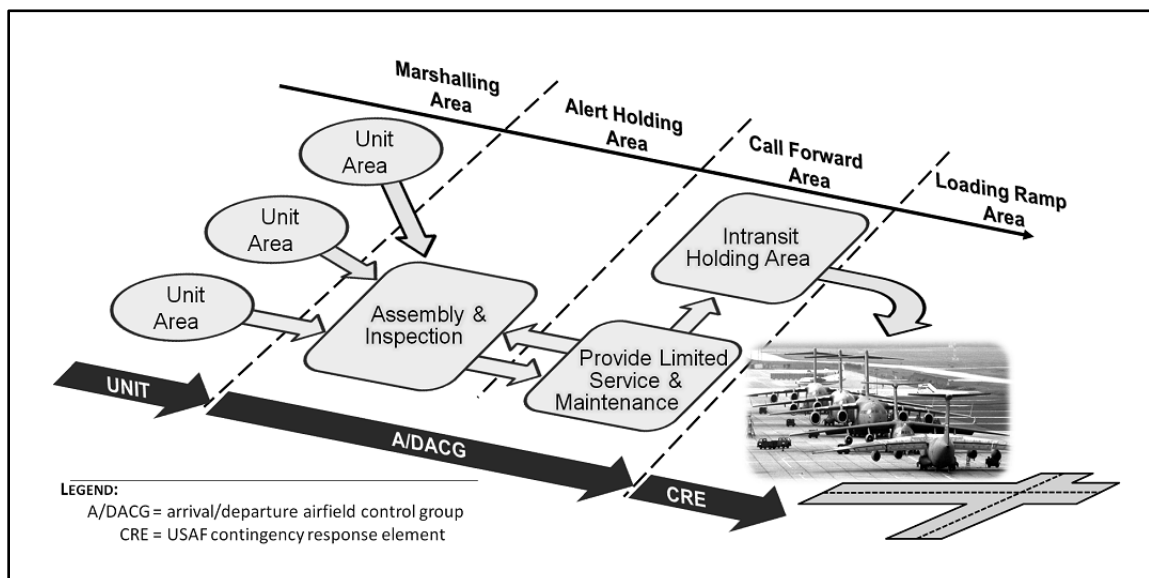 Marshalling
Area
Alert Holding
Area
Call Forward
Area
Loading Ramp
Area
Unit
Area
Unit
Area
Unit
Area
Assembly &
Inspection
Provide Limited
Service &
Maintenance
Intransit
Holding Area
UNIT
A/DACG
CRE
LEGEND:
A/DACG = arrival/departure airfield control group
CRE = USAF contingency response element